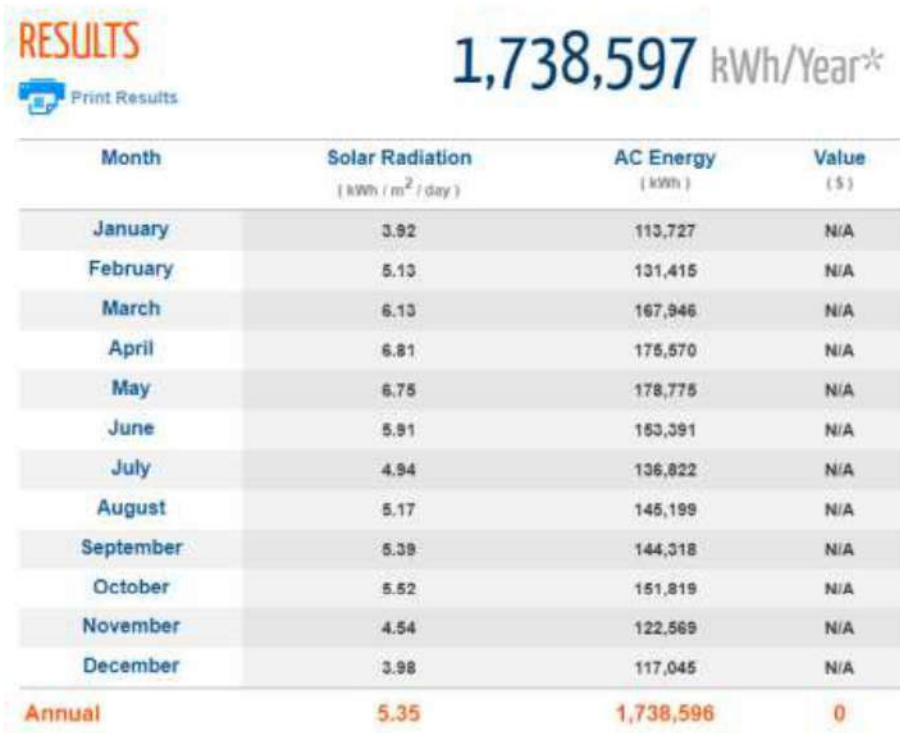 RESULTS
1,738,597 kWh/Year*
Print Results
Month Solar Radiation AC Energy Value
( kWh / m2 / day ) ( kWh ) ( $ )
January 3.92 113,727 N/A
February 5.13 131,415 N/A
March 6.13 167,946 N/A
April 6.81 175,570 N/A
May 6.75 178,775 N/A
June 5.91 153,391 N/A
July 4.94 136,822 N/A
August 5.17 145,199 N/A
September 5.39 144,318 N/A
October 5.52 151,819 N/A
November 4.54 122,569 N/A
December 3.98 117,045 N/A
Annual 5.35 1,738,596 0